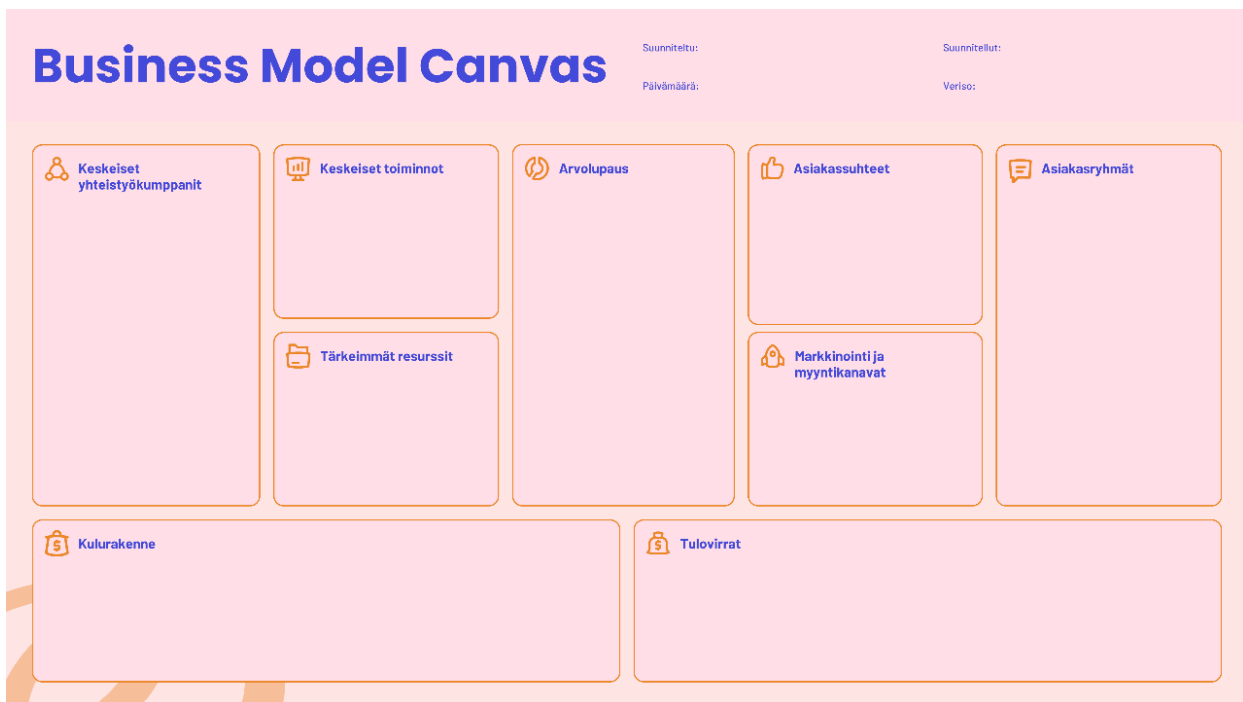 Business Model Canvas
Suunniteltu:
Suunnitellut:
Päivämäärä:
Veriso:
Keskeiset
yhteistyökumppanit
Keskeiset toiminnot
Arvolupaus
Asiakassuhteet
Asiakasryhmät
Tärkeimmät resurssit
Markkinointi ja
myyntikanavat
Kulurakenne
Tulovirrat